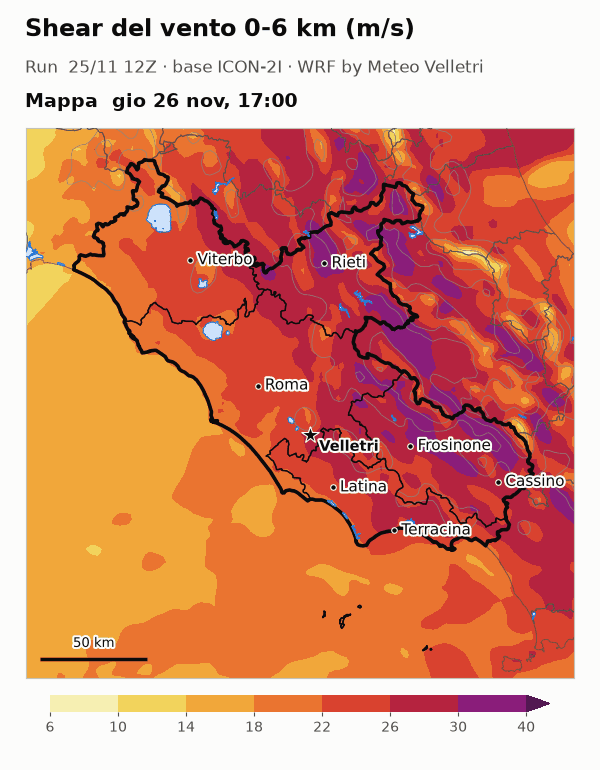 Shear del vento 0-6 km (m/s)
Run  25/11 12Z · base ICON-2I · WRF by Meteo Velletri
Mappa  gio 26 nov, 17:00
Viterbo
Rieti
Roma
Velletri
Frosinone
Latina
Cassino
Terracina
50 km
6 10 14 18 22 26 30 40